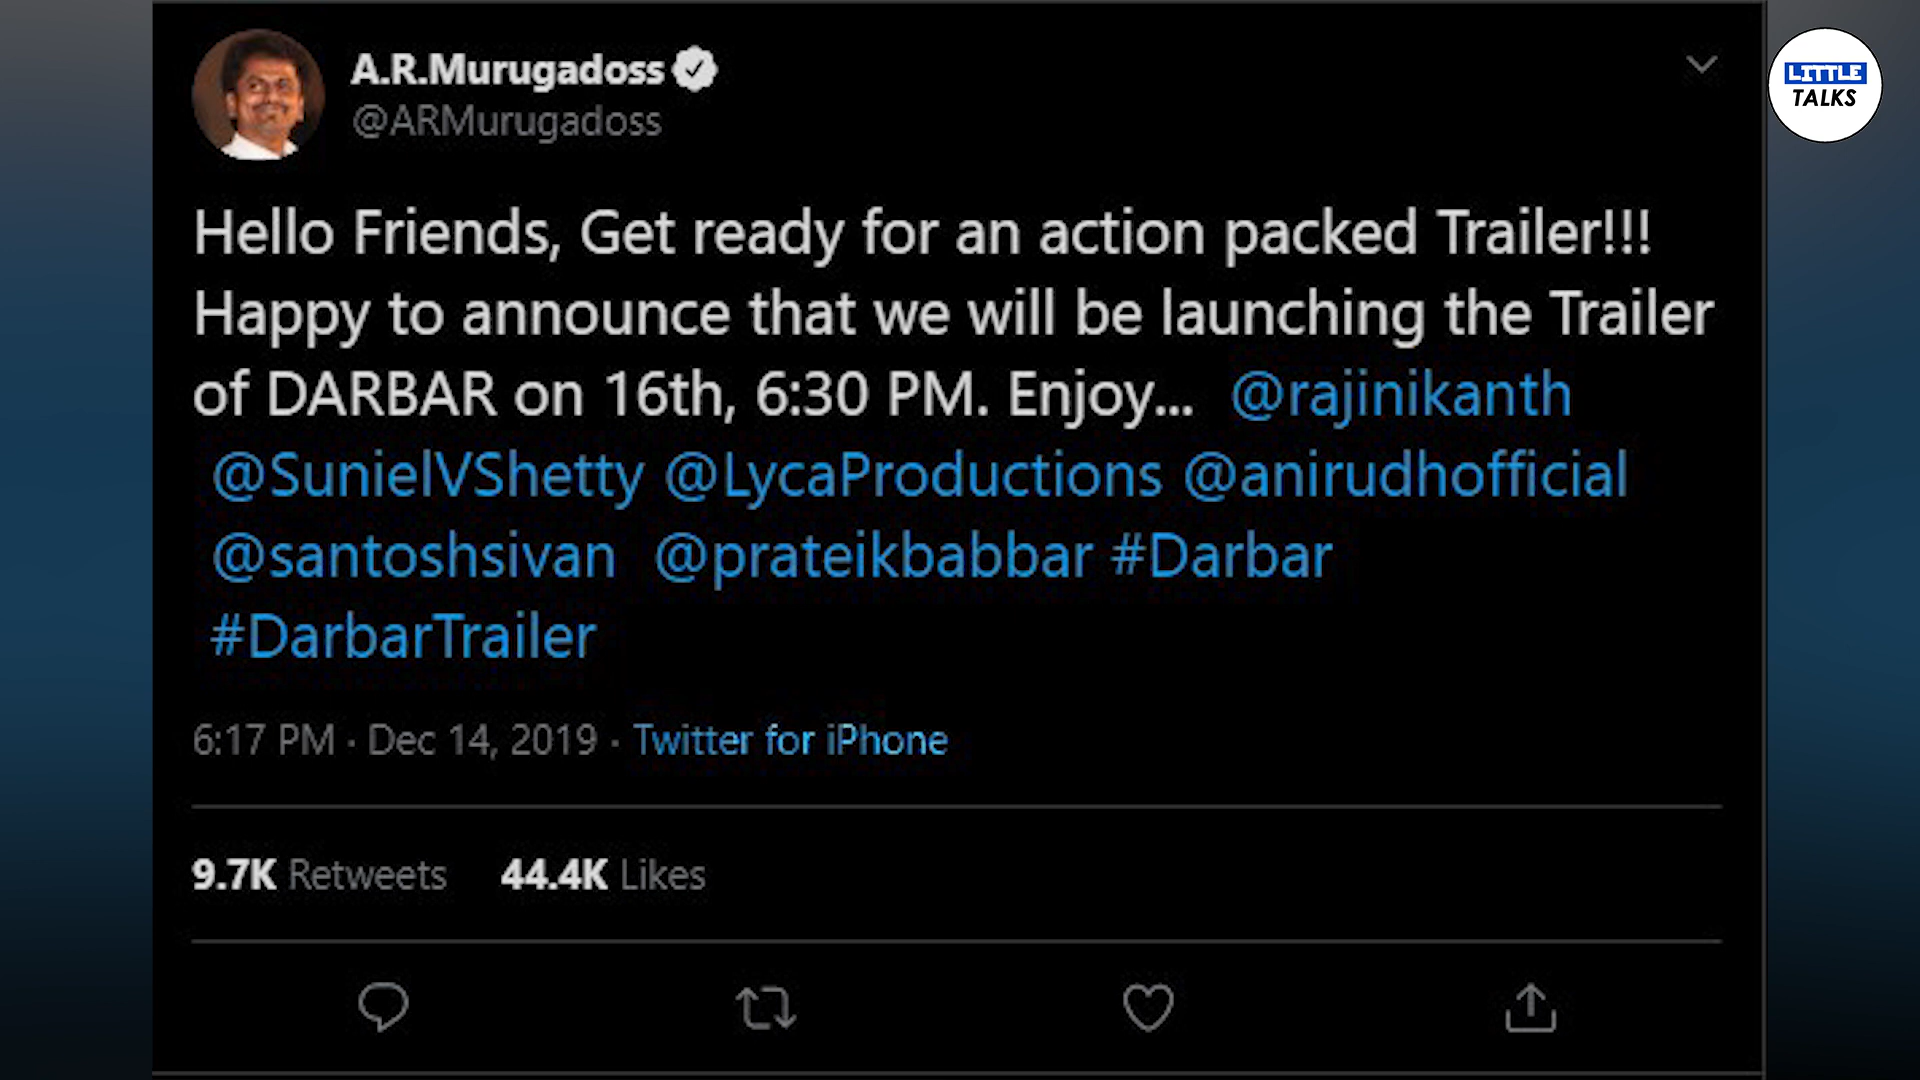 A.R.Murugadoss
@ARMurugadoss
LITTLE
TALKS
Hello Friends, Get ready for an action packed Trailer!!!
Happy to announce that we will be launching the Trailer
of DARBAR on 16th, 6:30 PM. Enjoy... @rajinikanth
@SunielVShetty @LycaProductions @anirudhofficial
@santoshsivan @prateikbabbar #Darbar
#DarbarTrailer
6:17 PM · Dec 14, 2019 · Twitter for iPhone
9.7K Retweets 44.4K Likes